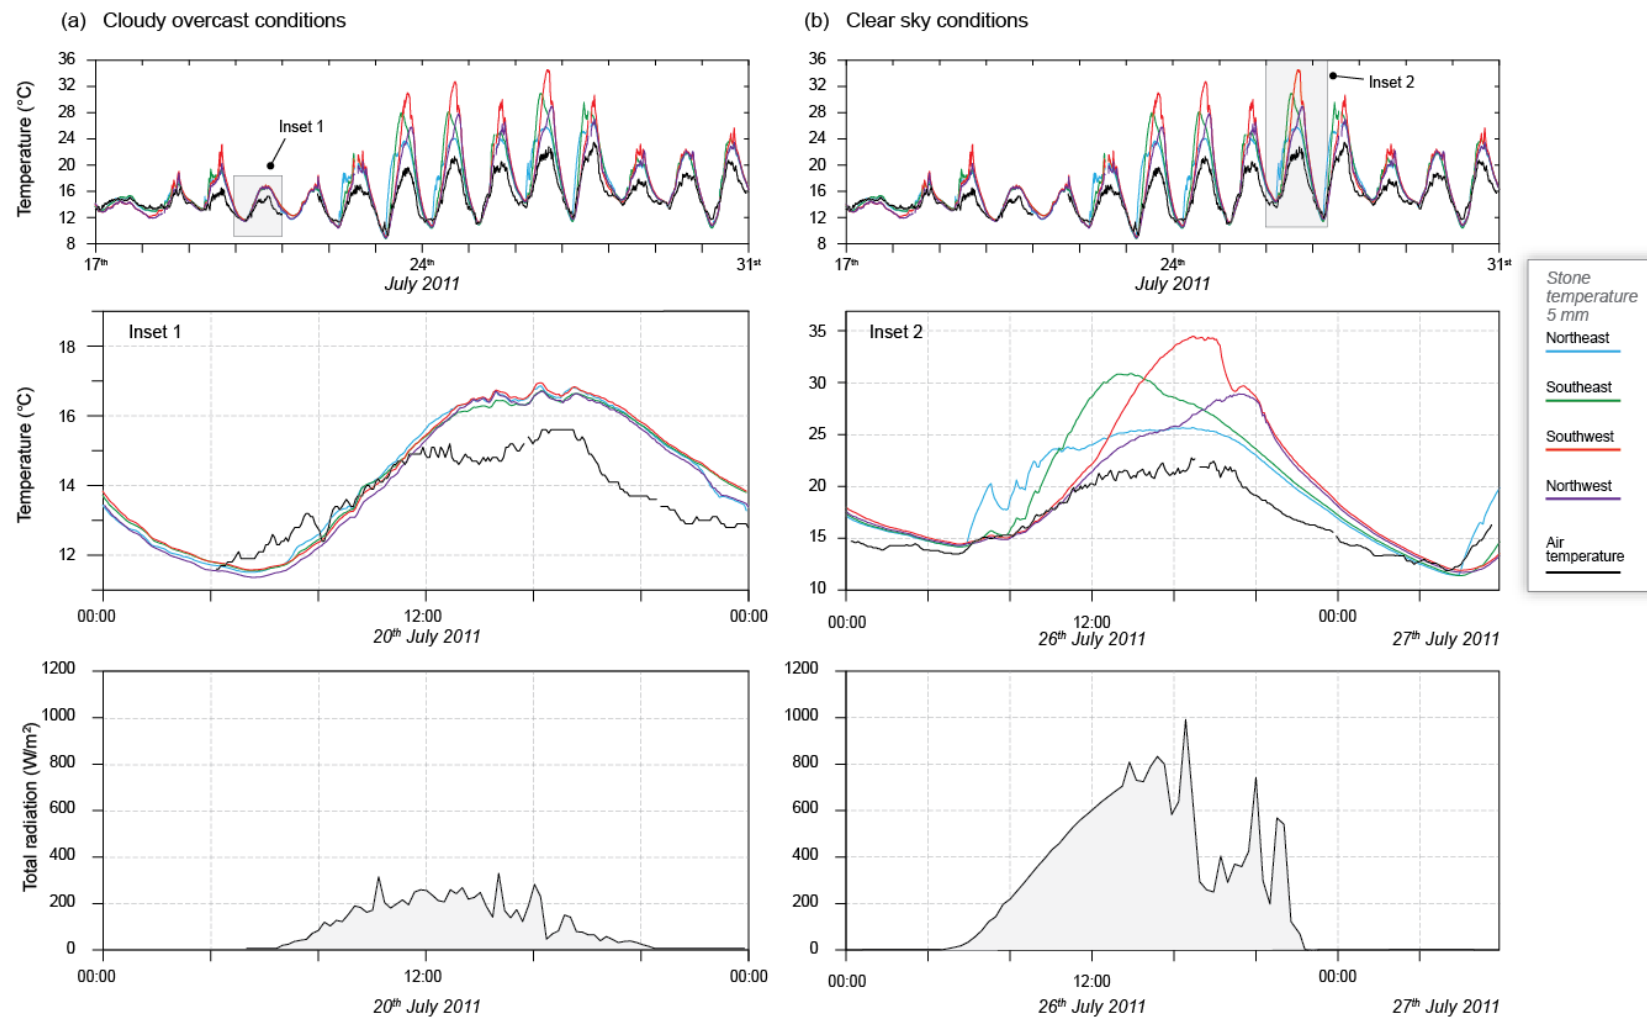 (a) Cloudy overcast conditions
(b) Clear sky conditions
Temperature (°C)
36
32
28
24
20
16
12
8
Inset 1
17th
24th
31st
July 2011
36
32
28
24
20
16
12
8
Inset 2
17th
24th
31st
July 2011
Stone
temperature
5 mm
Northeast
Southeast
Southwest
Northwest
Air
temperature
Temperature (°C)
Inset 1
18
16
14
12
00:00
12:00
00:00
20th July 2011
Inset 2
35
30
25
20
15
10
00:00
12:00
00:00
26th July 2011
27th July 2011
Total radiation (W/m2)
1200
1000
800
600
400
200
0
00:00
12:00
00:00
20th July 2011
1200
1000
800
600
400
200
0
00:00
12:00
00:00
26th July 2011
27th July 2011